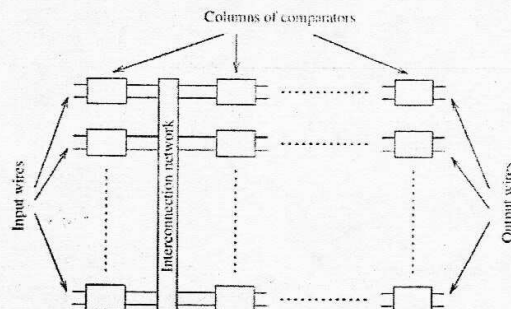 Columns of comparators
Input wires
Interconnection network
Output wires